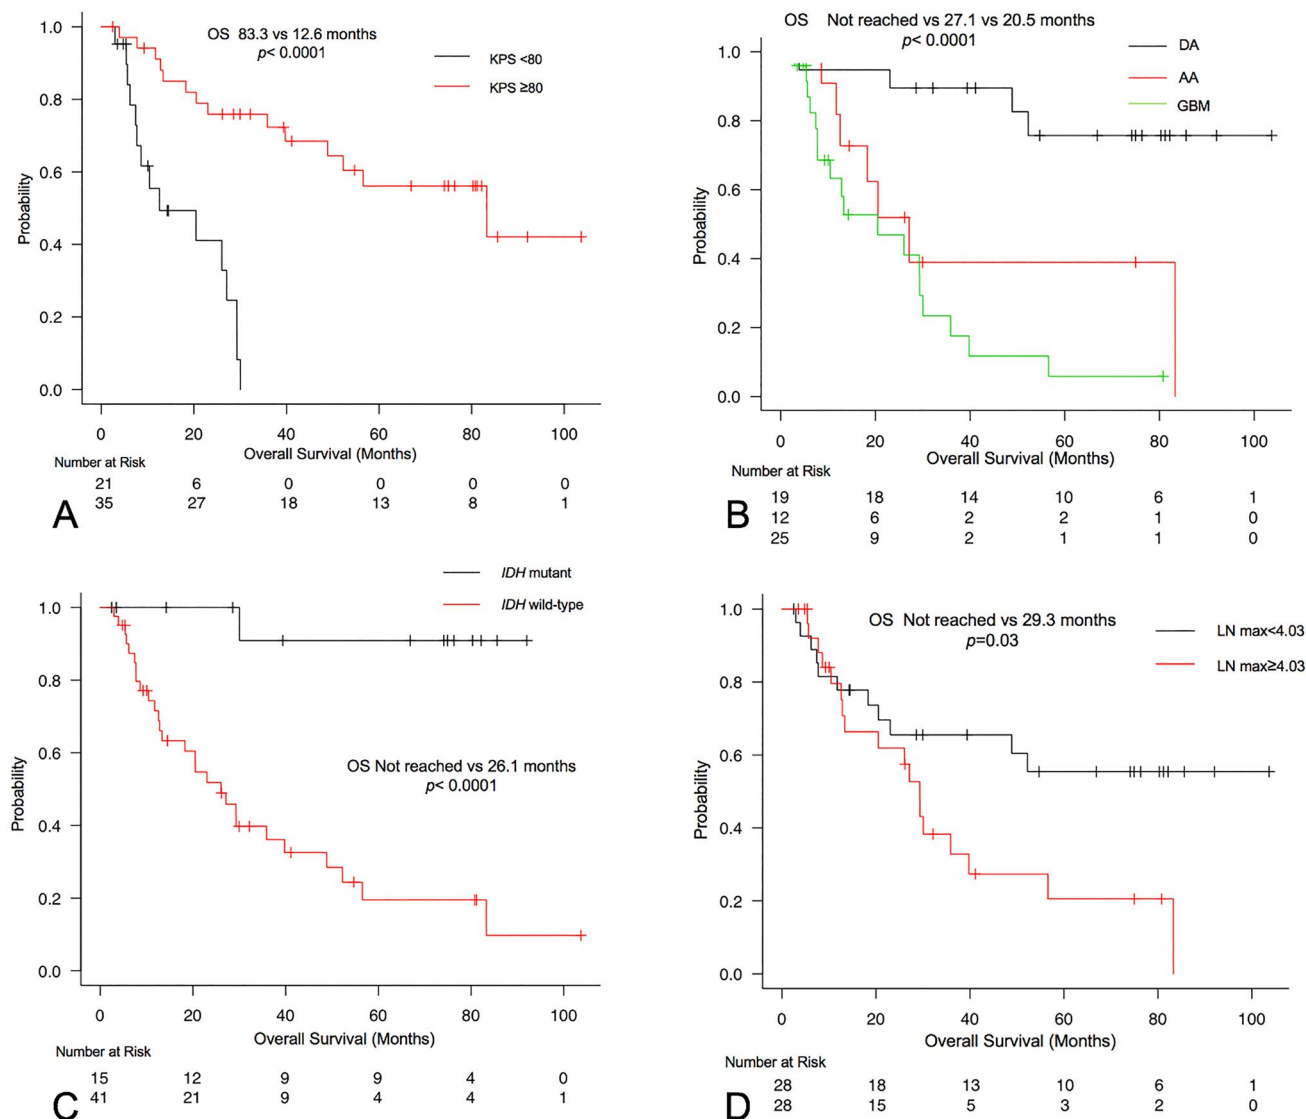 OS 83.3 vs 12.6 months
p< 0.0001
KPS <80
KPS ≥80
1.0
0.8
0.6
0.4
0.2
0.0
Probability
0 20 40 60 80 100
Overall Survival (Months)
Number at Risk
21 6 0 0 0 0
35 27 18 13 8 1
A
OS Not reached vs 27.1 vs 20.5 months
p< 0.0001
DA
AA
GBM
1.0
0.8
0.6
0.4
0.2
0.0
Probability
0 20 40 60 80 100
Overall Survival (Months)
Number at Risk
19 18 14 10 6 1
12 6 2 2 1 0
25 9 2 1 1 0
B
IDH mutant
IDH wild-type
1.0
0.8
0.6
0.4
0.2
0.0
Probability
OS Not reached vs 26.1 months
p< 0.0001
0 20 40 60 80 100
Overall Survival (Months)
Number at Risk
15 12 9 9 4 0
41 21 9 4 4 1
C
OS Not reached vs 29.3 months
p=0.03
LN max<4.03
LN max≥4.03
1.0
0.8
0.6
0.4
0.2
0.0
Probability
0 20 40 60 80 100
Overall Survival (Months)
Number at Risk
28 18 13 10 6 1
28 15 5 3 2 0
D